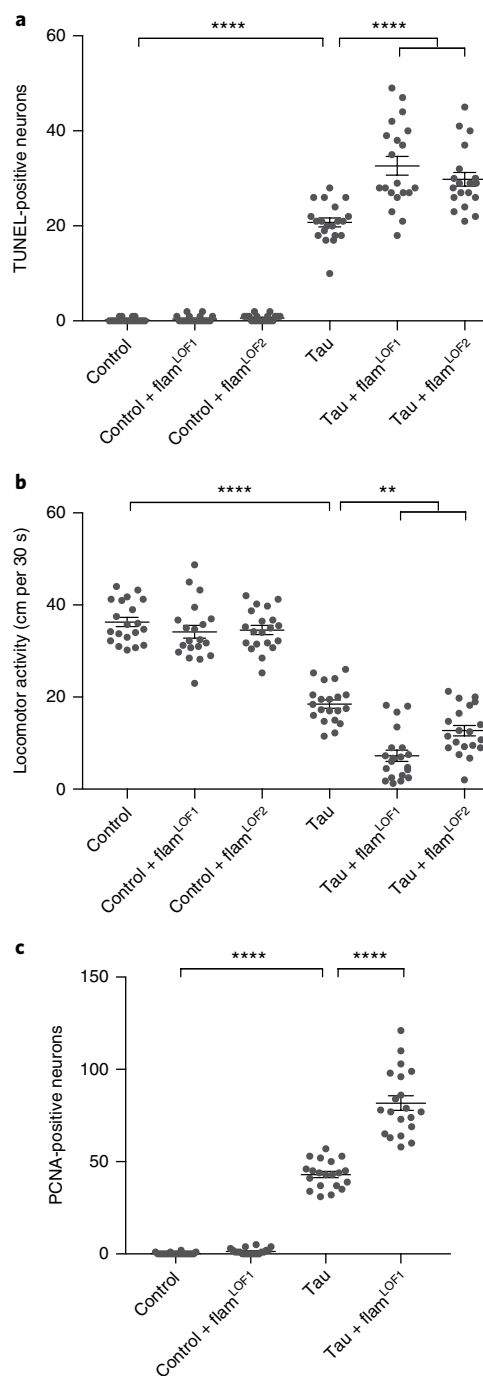 a
**** ****
60
40
20
0
TUNEL-positive neurons
Control
Control + flam^LOF1
Control + flam^LOF2
Tau
Tau + flam^LOF1
Tau + flam^LOF2
b
**** **
60
40
20
0
Locomotor activity (cm per 30 s)
Control
Control + flam^LOF1
Control + flam^LOF2
Tau
Tau + flam^LOF1
Tau + flam^LOF2
c
**** ****
150
100
50
0
PCNA-positive neurons
Control
Control + flam^LOF1
Tau
Tau + flam^LOF1